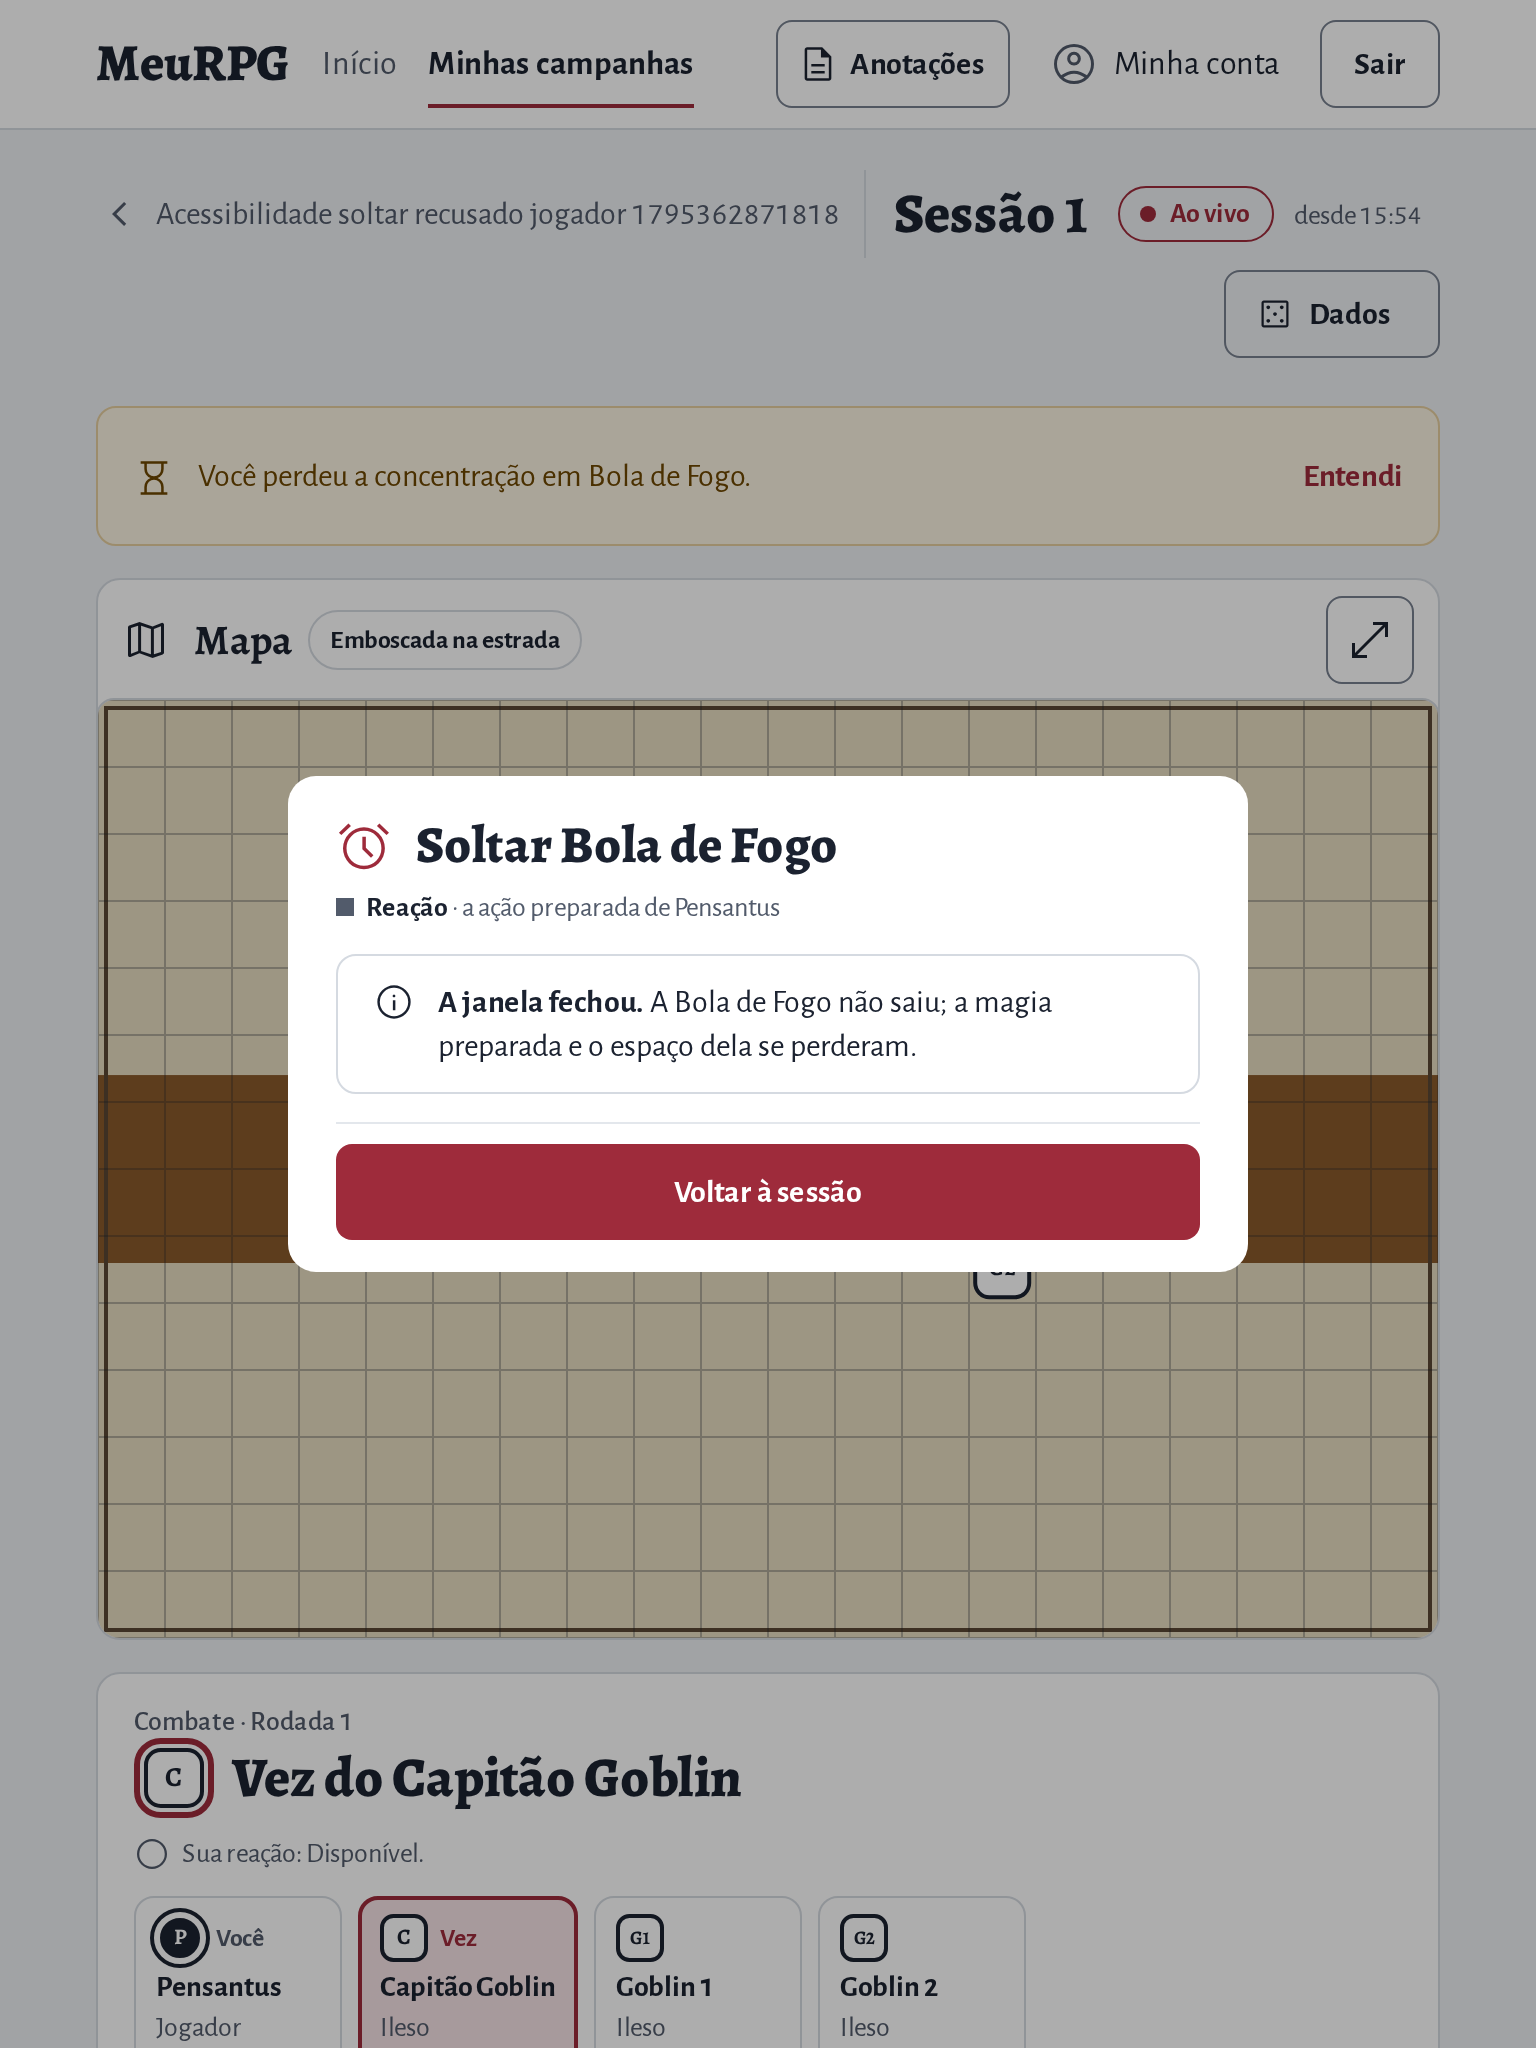 MeuRPG Início Minhas campanhas Anotações Minha conta Sair
Acessibilidade soltar recusado jogador 1795362871818 Sessão 1 Ao vivo desde 15:54
Dados
Você perdeu a concentração em Bola de Fogo. Entendi
Mapa Emboscada na estrada
Soltar Bola de Fogo
Reação · a ação preparada de Pensantus
A janela fechou. A Bola de Fogo não saiu; a magia
preparada e o espaço dela se perderam.
Voltar à sessão
Combate · Rodada 1
C Vez do Capitão Goblin
Sua reação: Disponível.
P Você C Vez G1 G2
Pensantus Capitão Goblin Goblin 1 Goblin 2
Jogador Ileso Ileso Ileso